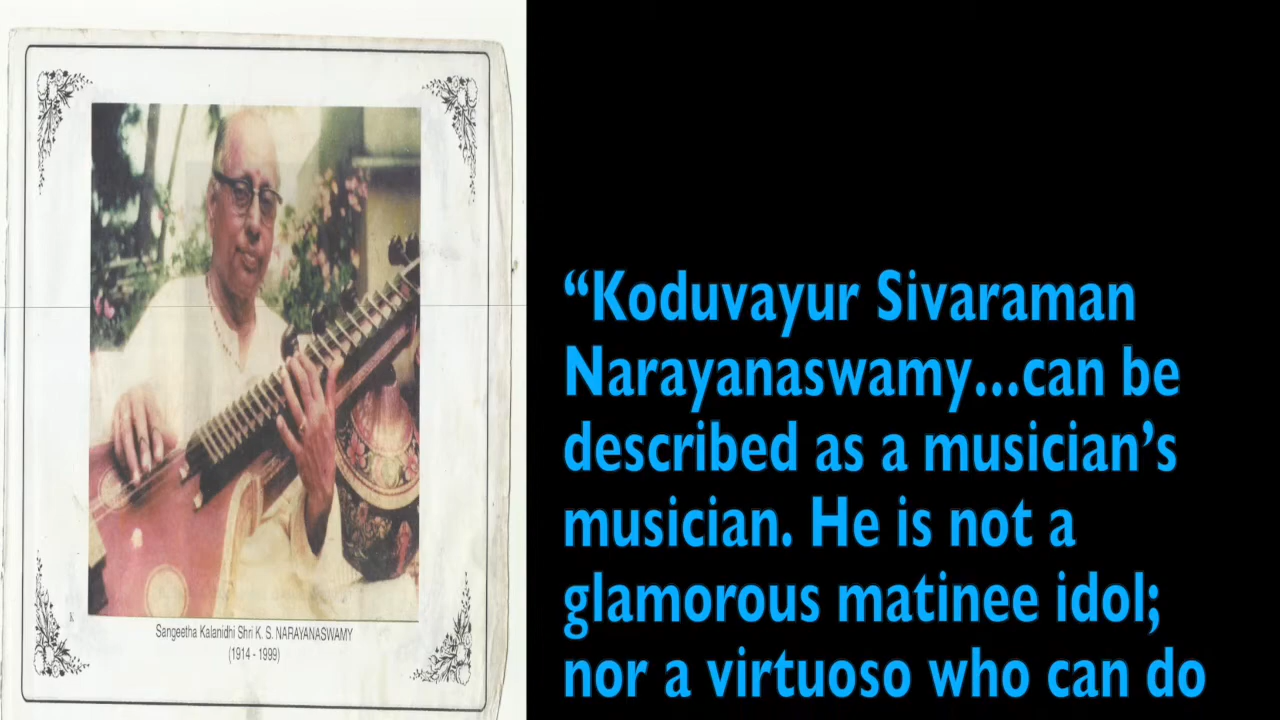 Sangeetha Kalanidhi Shri K. S. NARAYANASWAMY
(1914 - 1999)
“Koduvayur Sivaraman
Narayanaswamy...can be
described as a musician’s
musician. He is not a
glamorous matinee idol;
nor a virtuoso who can do